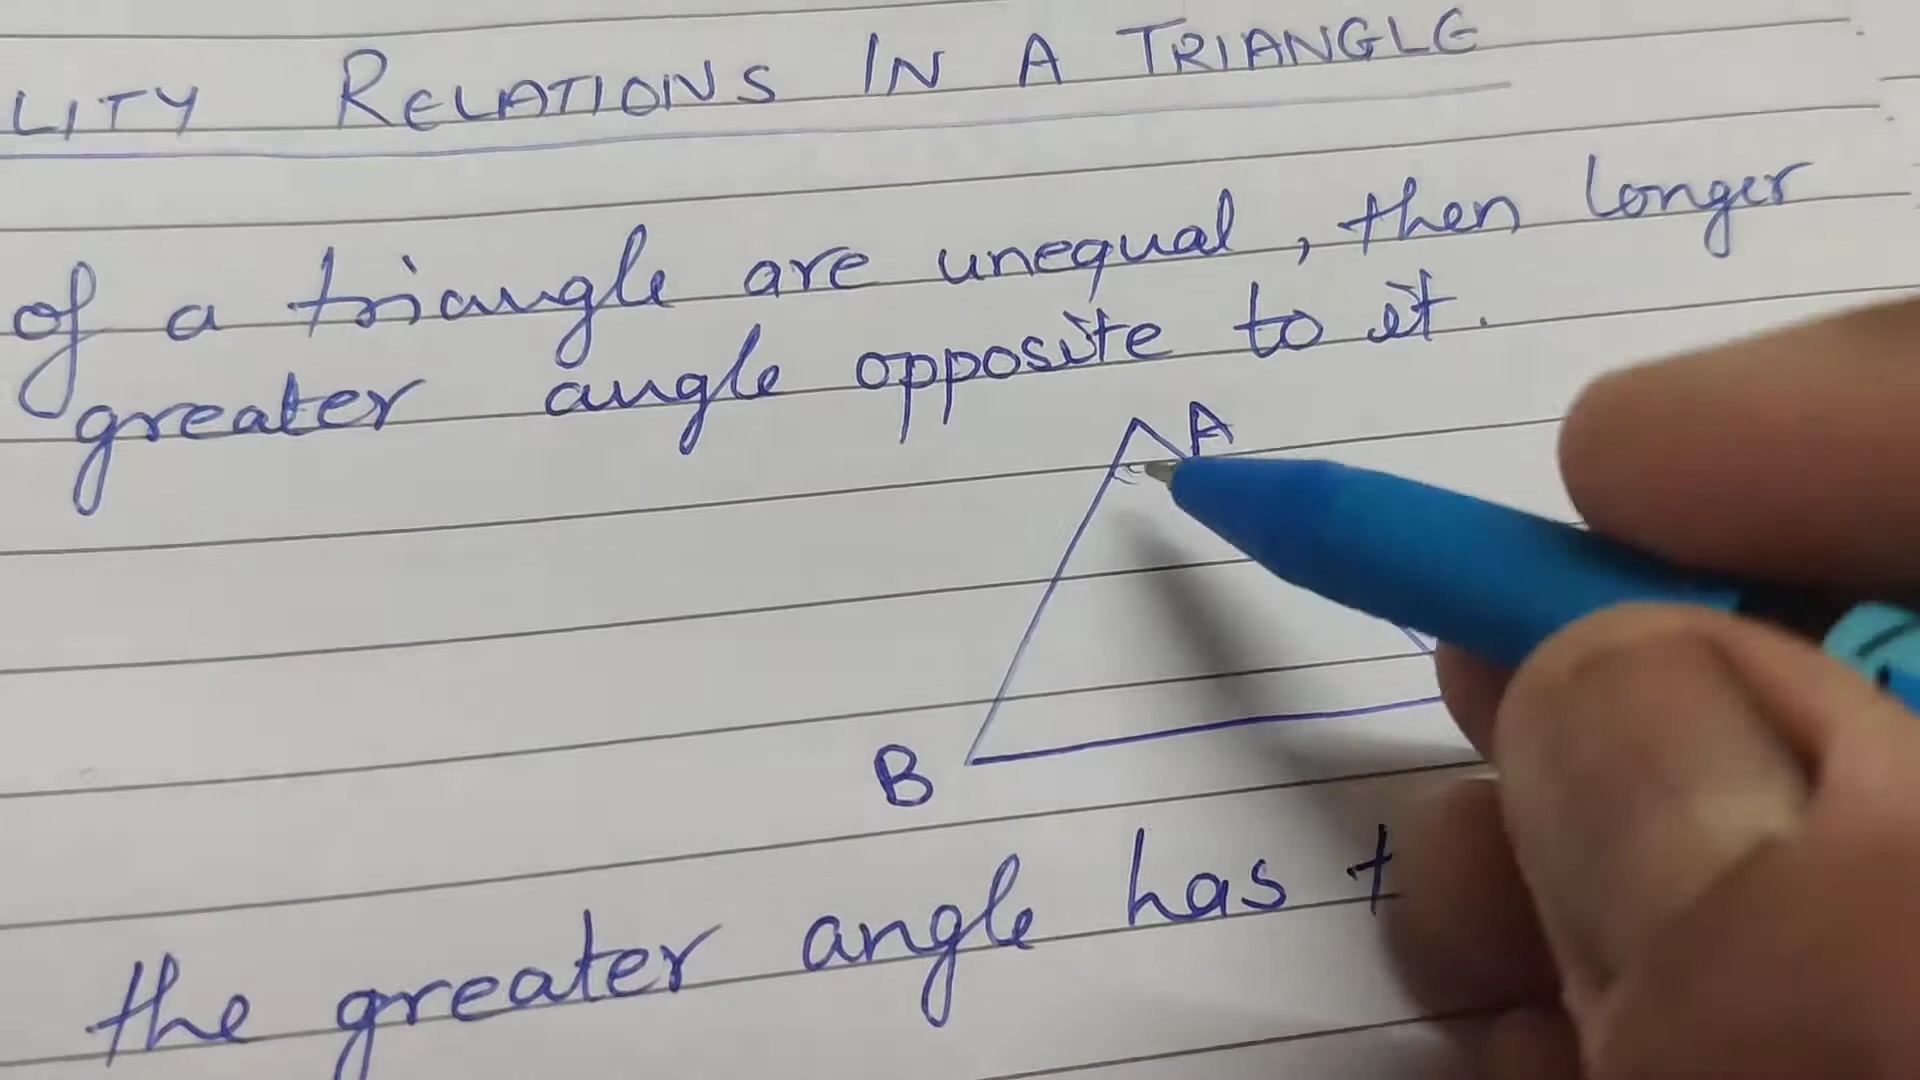 LITY RELATIONS IN A TRIANGLE
of a triangle are unequal, then longer
greater angle opposite to it.
A
B
the greater angle has